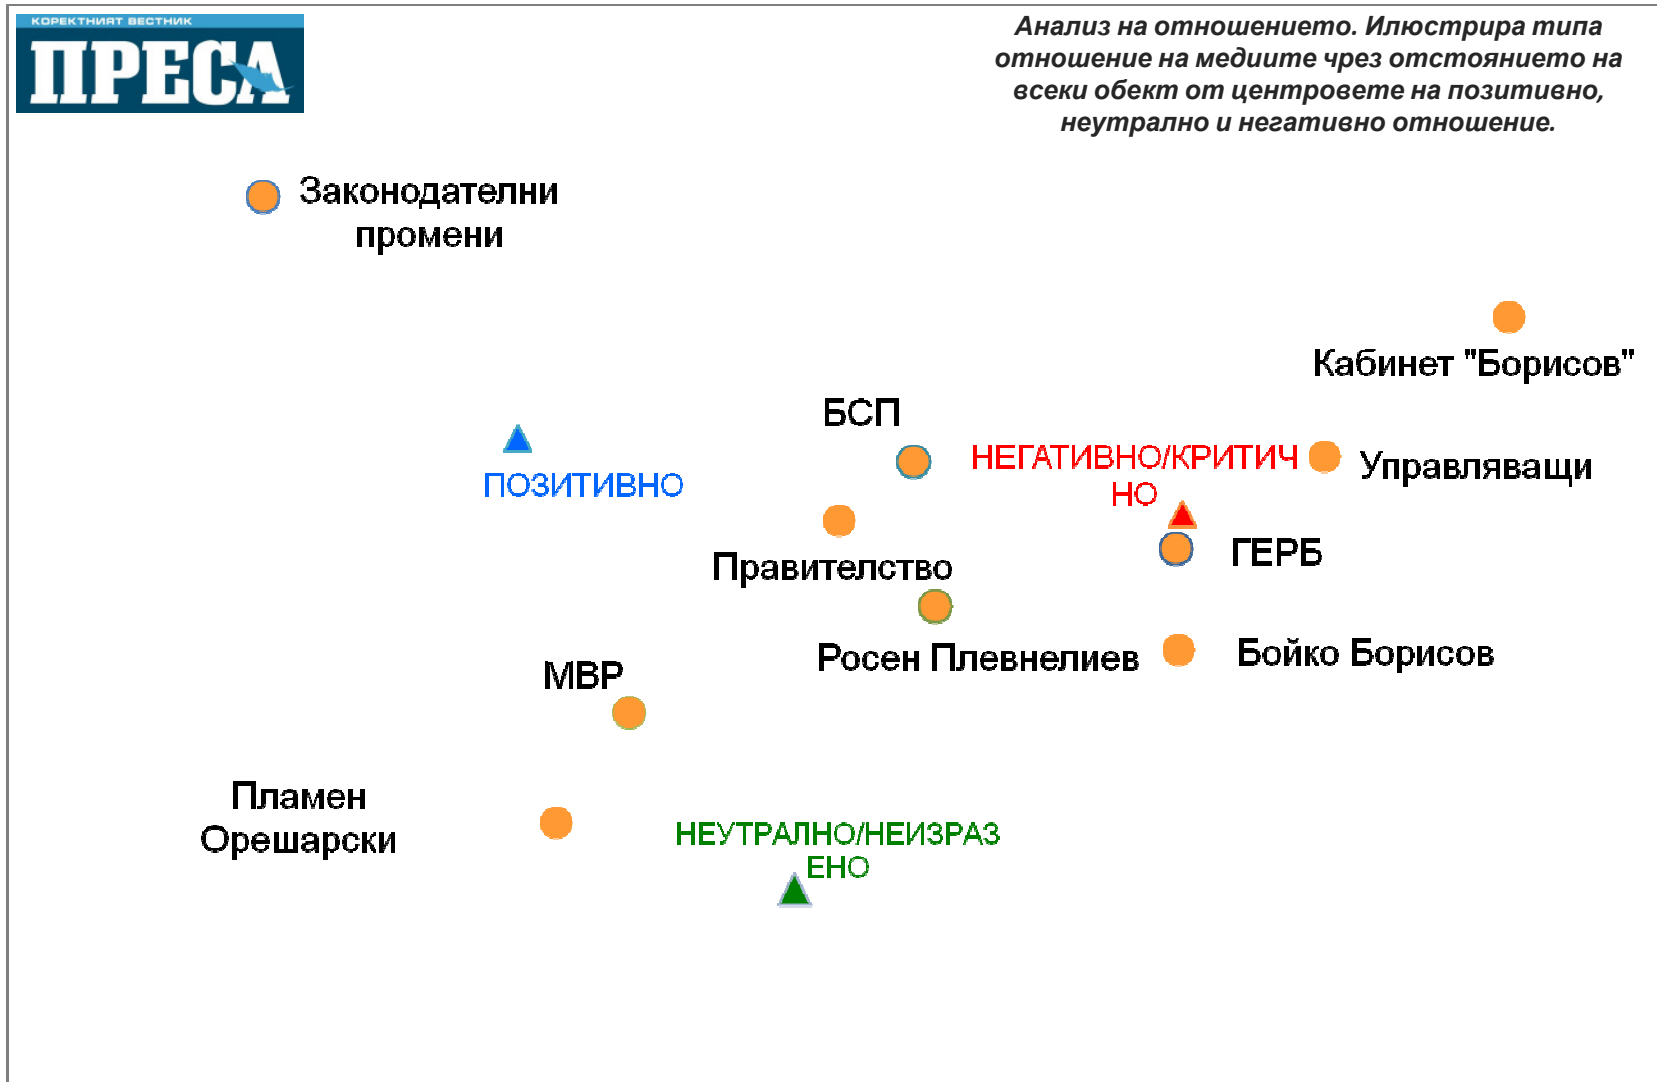 КОРЕКТНИЯТ ВЕСТНИК
ПРЕСА
Анализ на отношението. Илюстрира типа
отношение на медиите чрез отстоянието на
всеки обект от центровете на позитивно,
неутрално и негативно отношение.
Законодателни
промени
Кабинет "Борисов"
БСП
НЕГАТИВНО/КРИТИЧ
НО
Управляващи
ПОЗИТИВНО
ГЕРБ
Правителство
Росен Плевнелиев
Бойко Борисов
МВР
Пламен
Орешарски
НЕУТРАЛНО/НЕИЗРАЗ
ЕНО